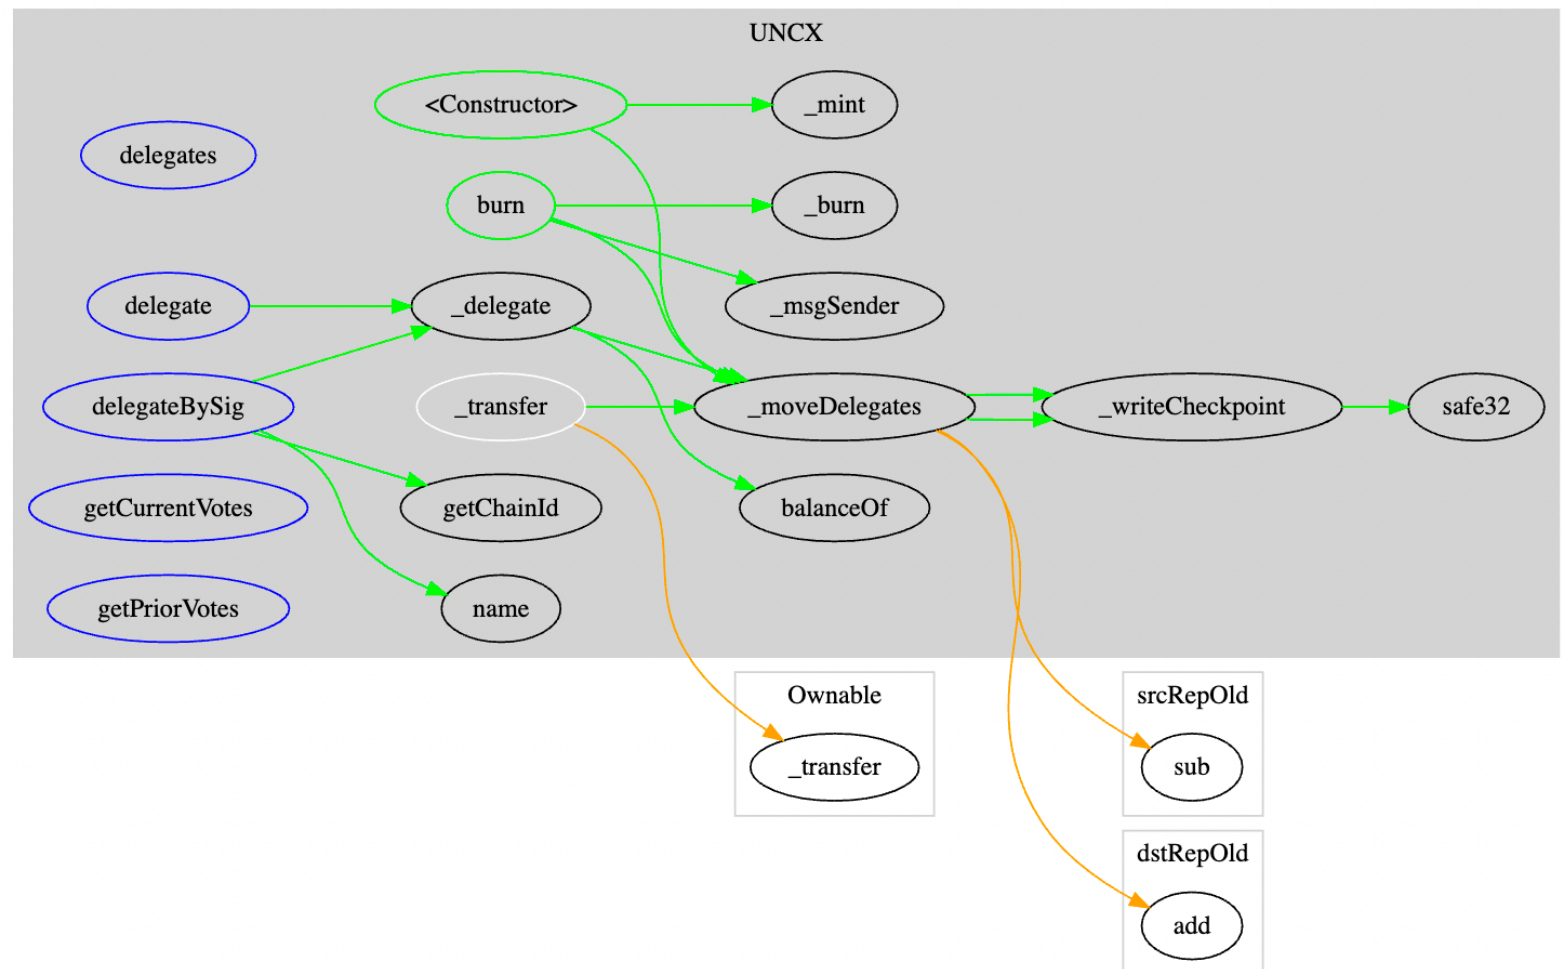 UNCX
<Constructor>
_mint
delegates
burn
_burn
delegate
_delegate
_msgSender
delegateBySig
_transfer
_moveDelegates
_writeCheckpoint
safe32
getCurrentVotes
getChainId
balanceOf
getPriorVotes
name
Ownable
_transfer
srcRepOld
sub
dstRepOld
add